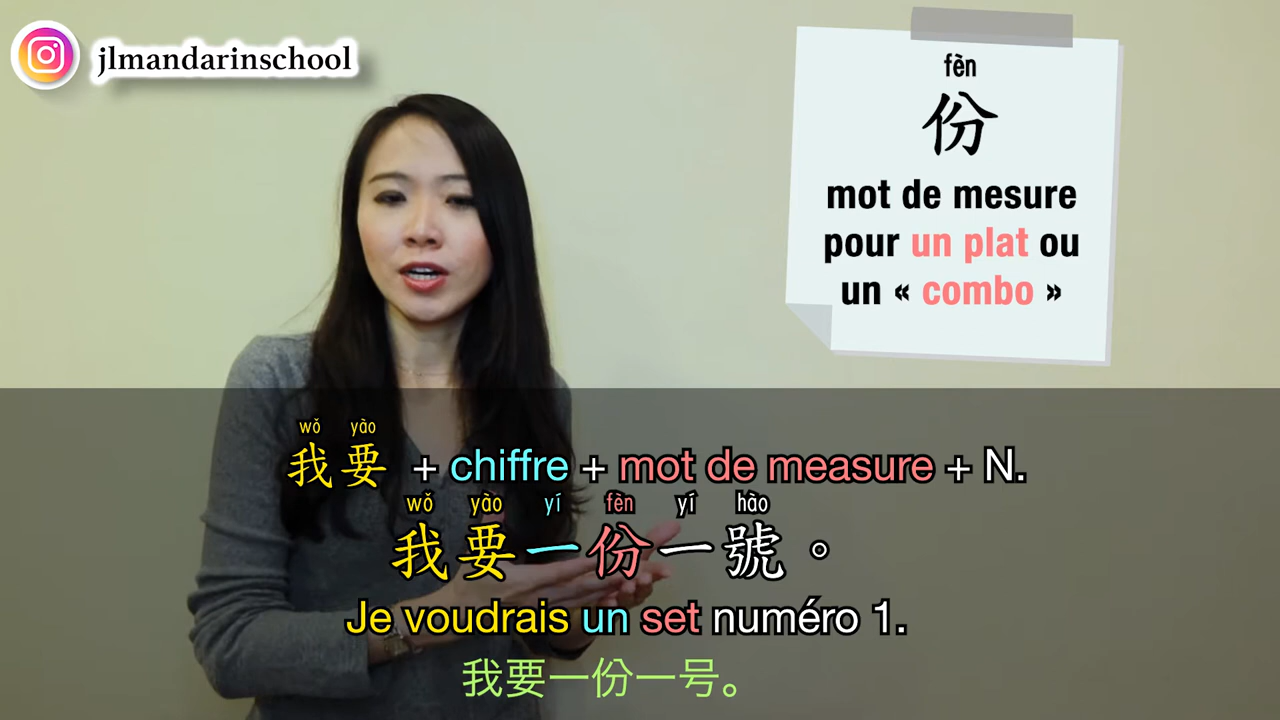 jlmandarinschool
fèn
份
mot de mesure
pour un plat ou
un « combo »
wǒ yào
我要 + chiffre + mot de measure + N.
wǒ yào yí fèn yí hào
我要一份一號。
Je voudrais un set numéro 1.
我要一份一号。